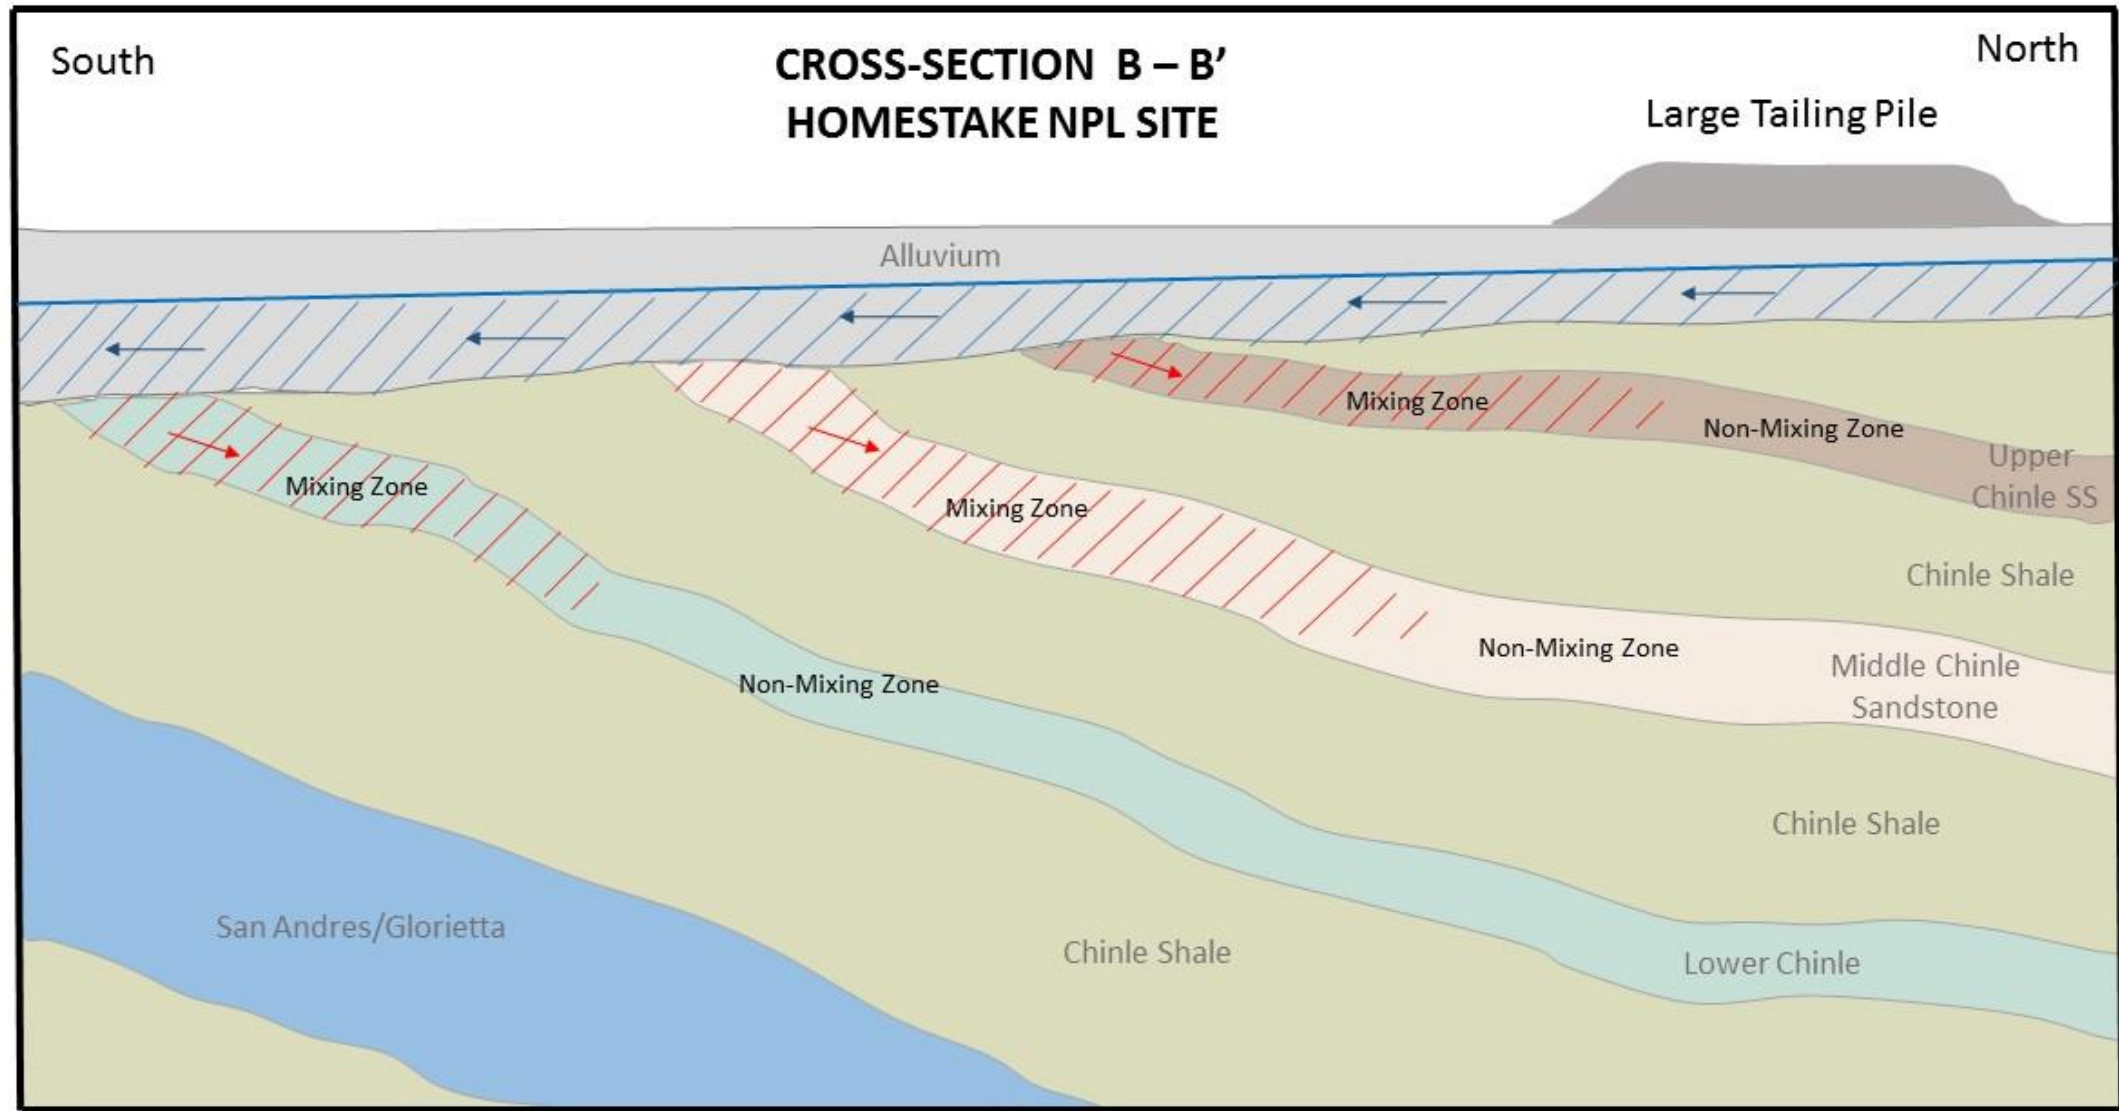 South
CROSS-SECTION B – B’
HOMESTAKE NPL SITE
North
Large Tailing Pile
Alluvium
Mixing Zone
Non-Mixing Zone
Upper
Chinle SS
Mixing Zone
Mixing Zone
Chinle Shale
Non-Mixing Zone
Middle Chinle
Sandstone
Non-Mixing Zone
Chinle Shale
San Andres/Glorietta
Chinle Shale
Lower Chinle